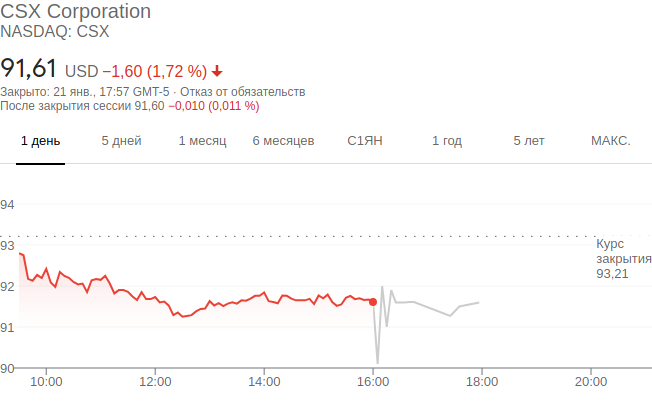 CSX Corporation
NASDAQ: CSX
91,61 USD −1,60 (1,72 %)
Закрыто: 21 янв., 17:57 GMT-5 · Отказ от обязательств
После закрытия сессии 91,60 −0,010 (0,011 %)
1 день 5 дней 1 месяц 6 месяцев С1ЯН 1 год 5 лет МАКС.
94
93
Курс
закрытия
93,21
92
91
90
10:00 12:00 14:00 16:00 18:00 20:00